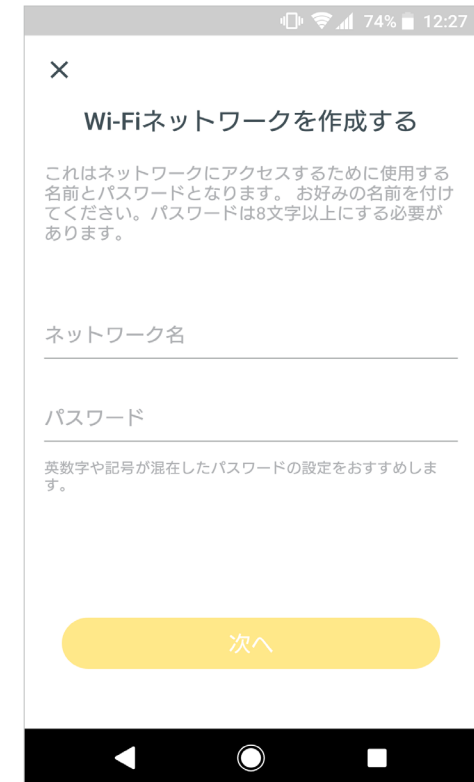 74% 12:27
Wi-Fiネットワークを作成する
これはネットワークにアクセスするために使用する
名前とパスワードとなります。 お好みの名前を付け
てください。パスワードは8文字以上にする必要が
あります。
ネットワーク名
パスワード
英数字や記号が混在したパスワードの設定をおすすめしま
す。
次へ